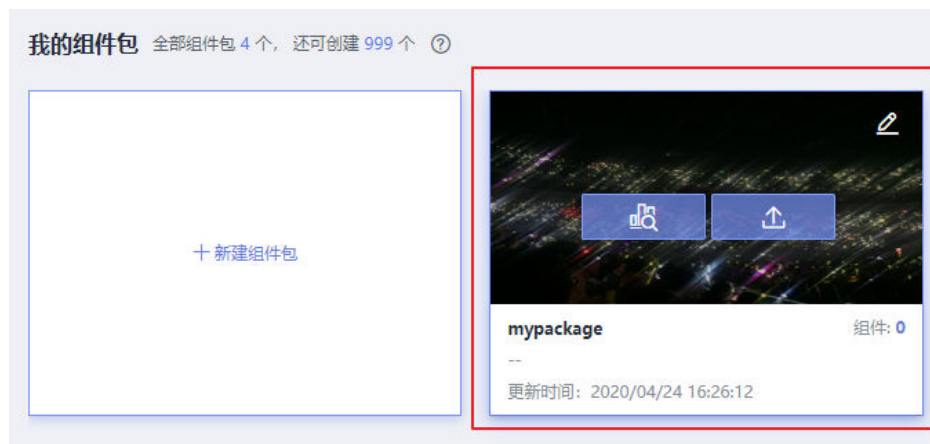 我的组件包 全部组件包 4 个, 还可创建 999 个 ?
+ 新建组件包
mypackage 组件: 0
--
更新时间: 2020/04/24 16:26:12